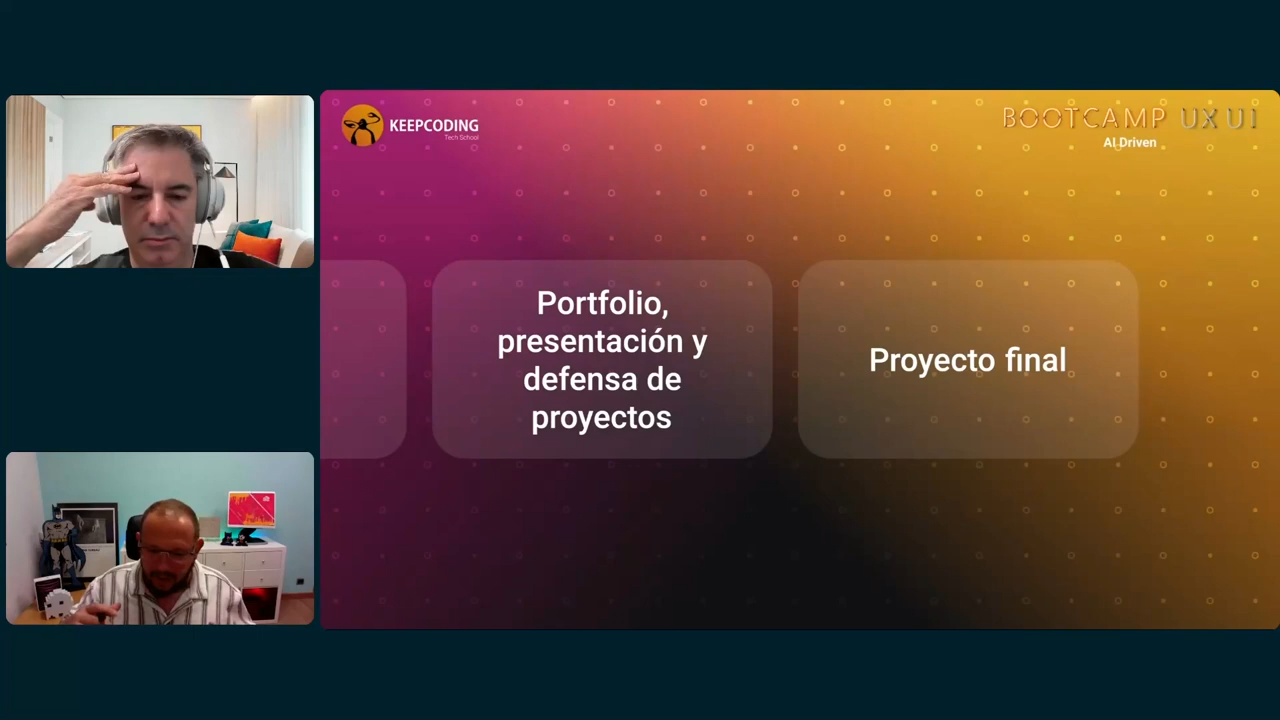 KEEPCODING
Tech School
BOOTCAMP UX UI
AI Driven
Portfolio,
presentación y
defensa de
proyectos
Proyecto final